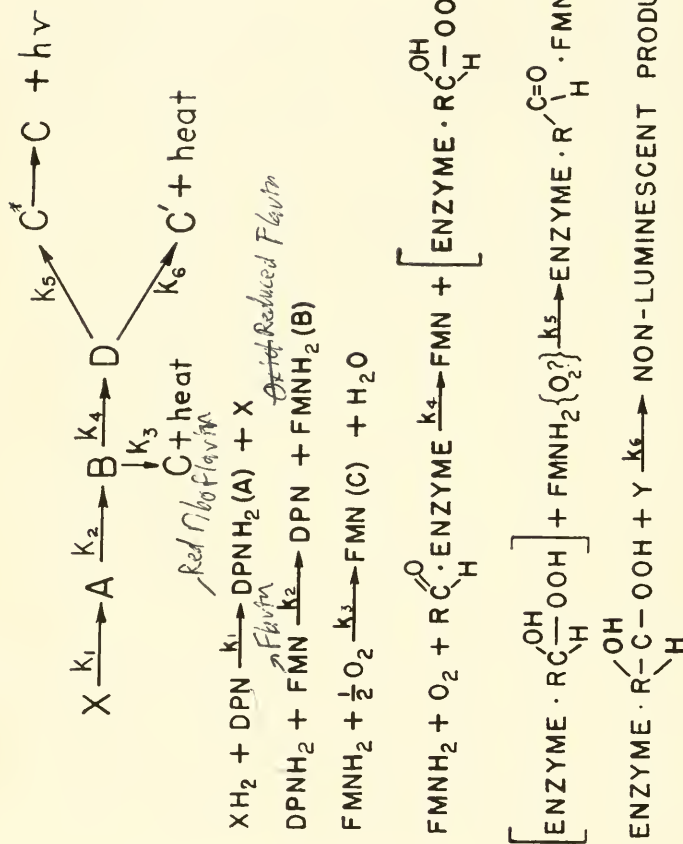 C* → C + hν
k5
X →k1 A →k2 B →k4 D
k3
k6
C + heat
C' + heat
Red riboflavin
XH2 + DPN —k1→ DPNH2 (A) + X
Flavin
Reduced Flavin
DPNH2 + FMN —k2→ DPN + FMNH2 (B)
FMNH2 + ½ O2 —k3→ FMN (C) + H2O
FMNH2 + O2 + RC(=O)H · ENZYME —k4→ FMN + [ENZYME · RC(OH)(H)—OO
[ENZYME · RC(OH)(H)—OOH] + FMNH2 {O2?} —k5→ ENZYME · R C=O H · FMN
ENZYME · R—C(OH)(H)—OOH + Y —k6→ NON-LUMINESCENT PRODU